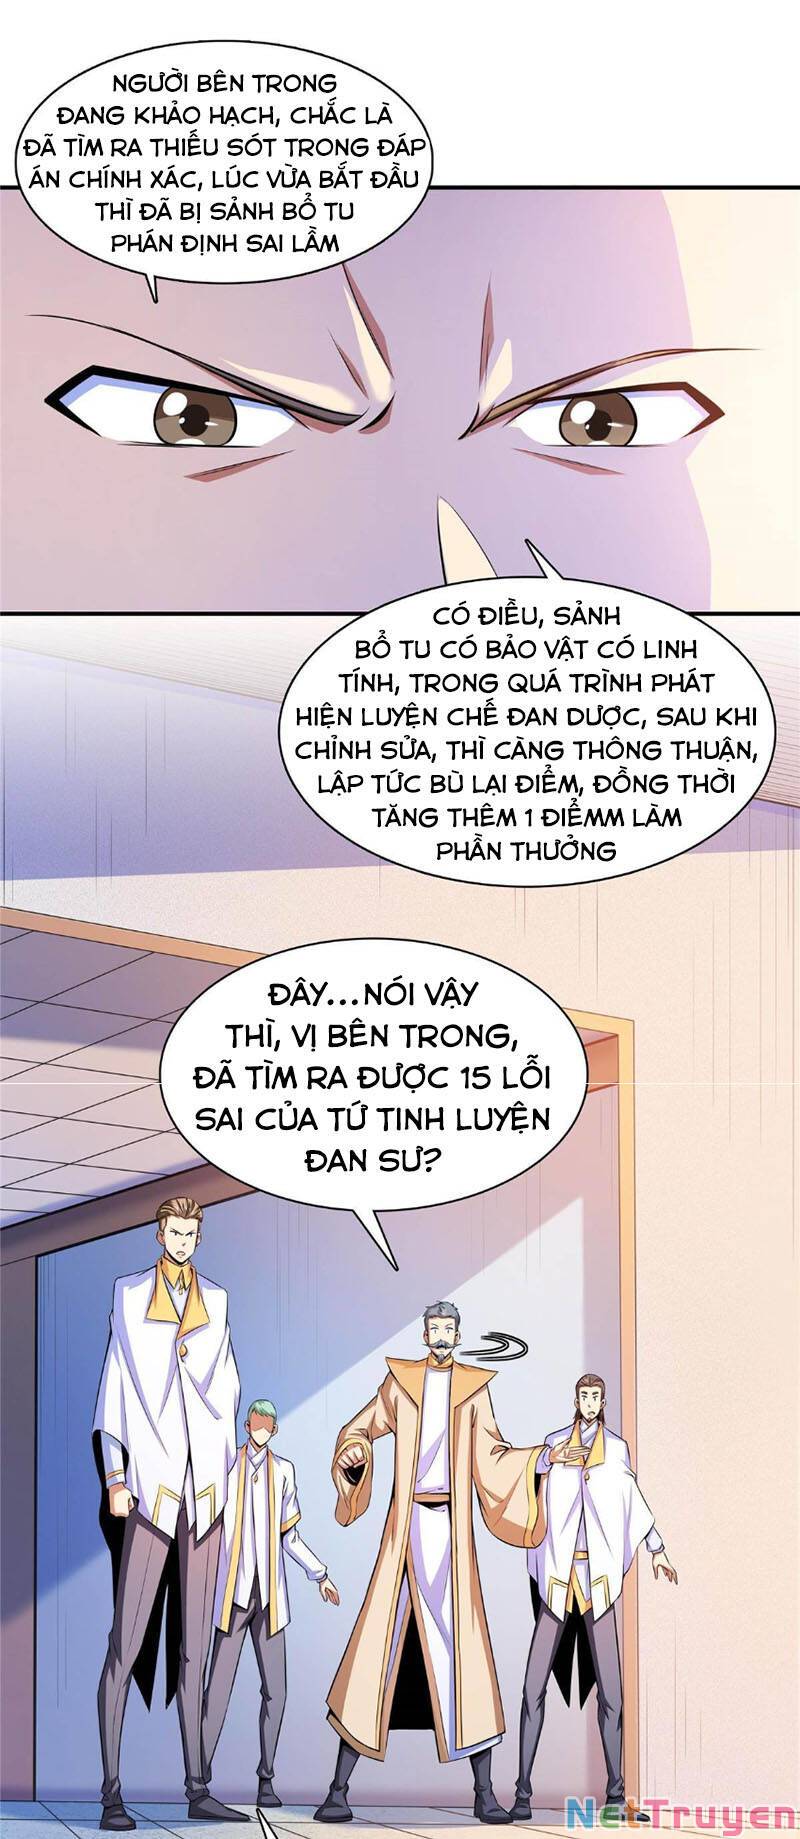 NGƯỜI BÊN TRONG
ĐANG KHẢO HẠCH, CHẮC LÀ
ĐÃ TÌM RA THIẾU SÓT TRONG ĐÁP
ÁN CHÍNH XÁC, LÚC VỪA BẮT ĐẦU
THÌ ĐÃ BỊ SẢNH BỔ TU
PHÁN ĐỊNH SAI LẦM
CÓ ĐIỀU, SẢNH
BỔ TU CÓ BẢO VẬT CÓ LINH
TÍNH, TRONG QUÁ TRÌNH PHÁT
HIỆN LUYỆN CHẾ ĐAN DƯỢC, SAU KHI
CHỈNH SỬA, THÌ CÀNG THÔNG THUẬN,
LẬP TỨC BÙ LẠI ĐIỂM, ĐỒNG THỜI
TĂNG THÊM 1 ĐIỂMM LÀM
PHẦN THƯỞNG
ĐÂY...NÓI VẬY
THÌ, VỊ BÊN TRONG,
ĐÃ TÌM RA ĐƯỢC 15 LỖI
SAI CỦA TỨ TINH LUYỆN
ĐAN SƯ?
NetTruyen